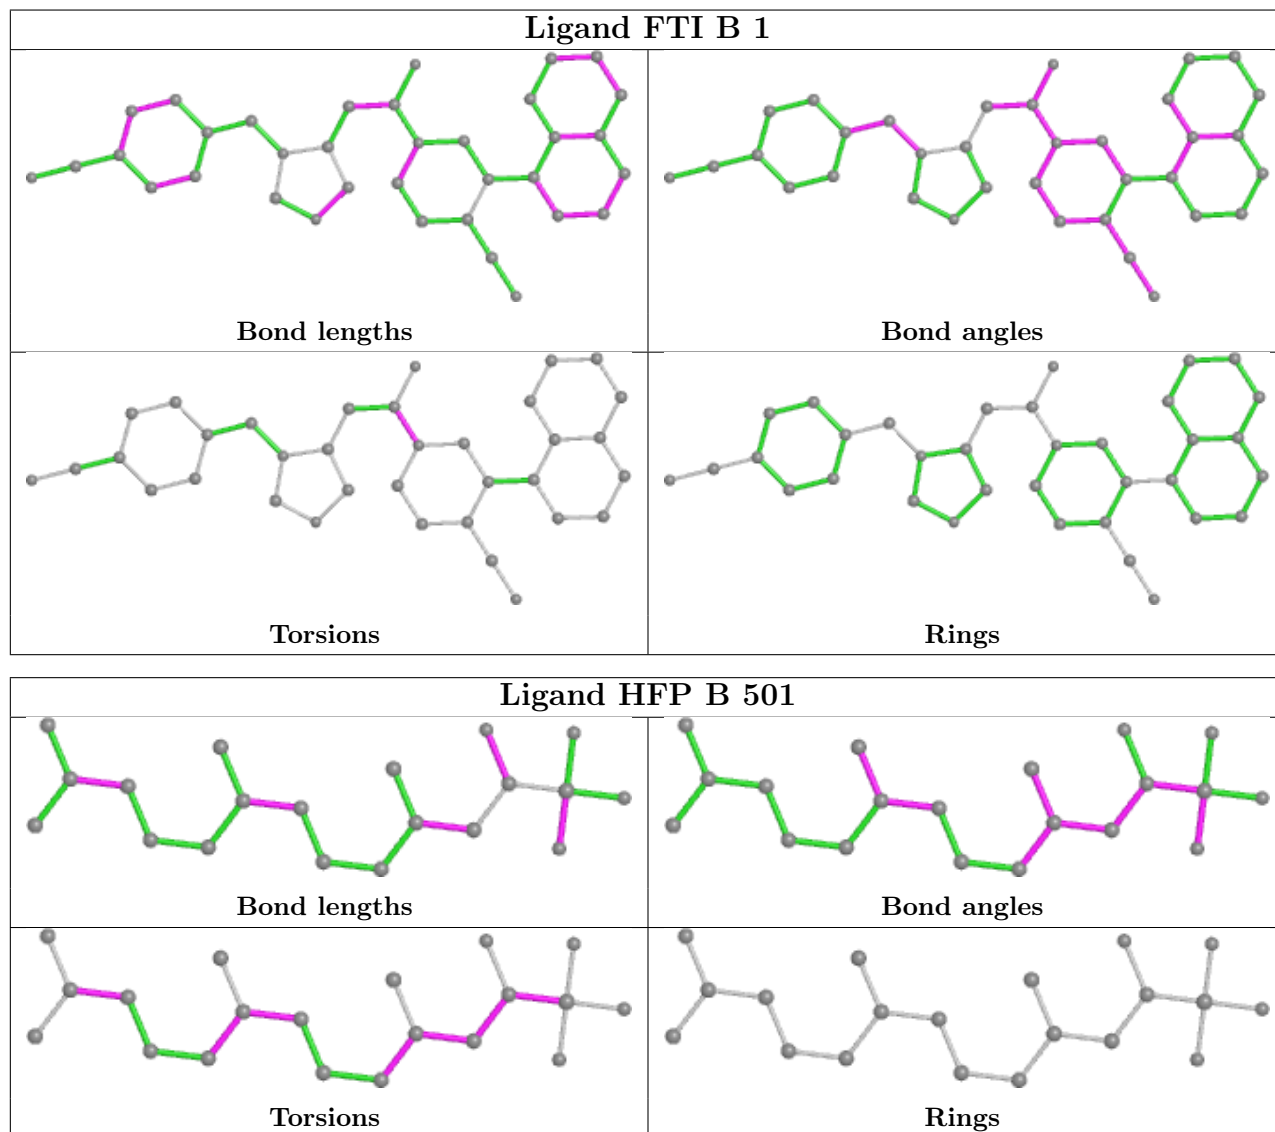 Ligand FTI B 1
Bond lengths
Bond angles
Torsions
Rings
Ligand HFP B 501
Bond lengths
Bond angles
Torsions
Rings